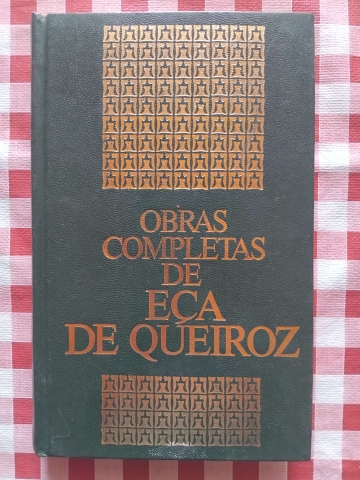 OBRAS
COMPLETAS
DE
EÇA
DE QUEIROZ